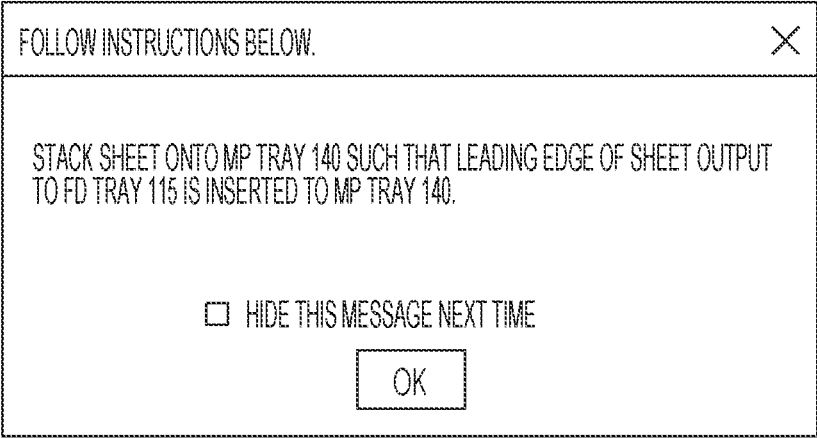 FOLLOW INSTRUCTIONS BELOW.
STACK SHEET ONTO MP TRAY 140 SUCH THAT LEADING EDGE OF SHEET OUTPUT
TO FD TRAY 115 IS INSERTED TO MP TRAY 140.
HIDE THIS MESSAGE NEXT TIME
OK